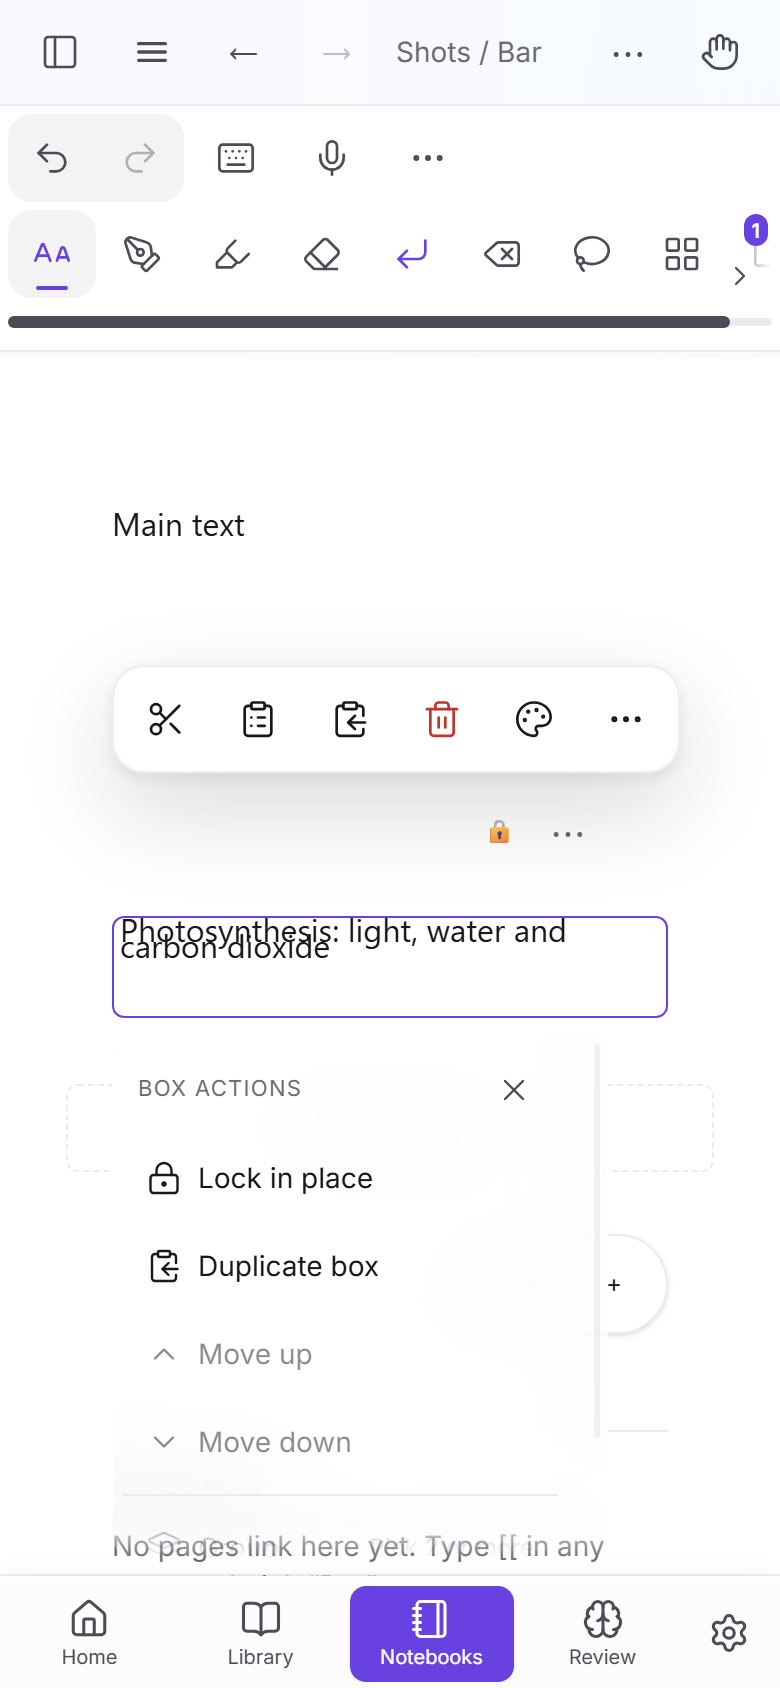 Shots / Bar
1
Main text
Photosynthesis: light, water and
carbon dioxide
BOX ACTIONS
Lock in place
Duplicate box
+
Move up
Move down
No pages link here yet. Type [[ in any
Home
Library
Notebooks
Review